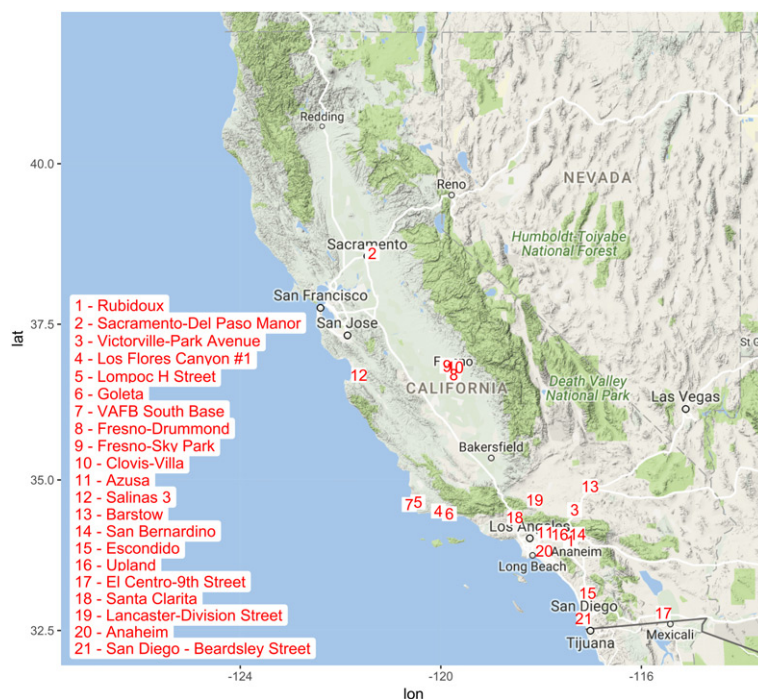 Redding
40.0
Reno
NEVADA
Humboldt-Toiyabe
National Forest
2
Sacramento
San Francisco
37.5
San Jose
lat
1 - Rubidoux
2 - Sacramento-Del Paso Manor
3 - Victorville-Park Avenue
4 - Los Flores Canyon #1
5 - Lompoc H Street
6 - Goleta
7 - VAFB South Base
8 - Fresno-Drummond
9 - Fresno-Sky Park
10 - Clovis-Villa
11 - Azusa
12 - Salinas 3
13 - Barstow
14 - San Bernardino
15 - Escondido
16 - Upland
17 - El Centro-9th Street
18 - Santa Clarita
19 - Lancaster-Division Street
20 - Anaheim
21 - San Diego - Beardsley Street
St G
Fresno
9 10
8
12
CALIFORNIA
Death Valley
National Park
Las Vegas
Bakersfield
35.0
13
7 5
19
4 6
3
18
Los Angeles
11 16 14
1
20
Anaheim
Long Beach
15
San Diego
17
21
32.5
Tijuana
Mexicali
-124
-120
-116
lon